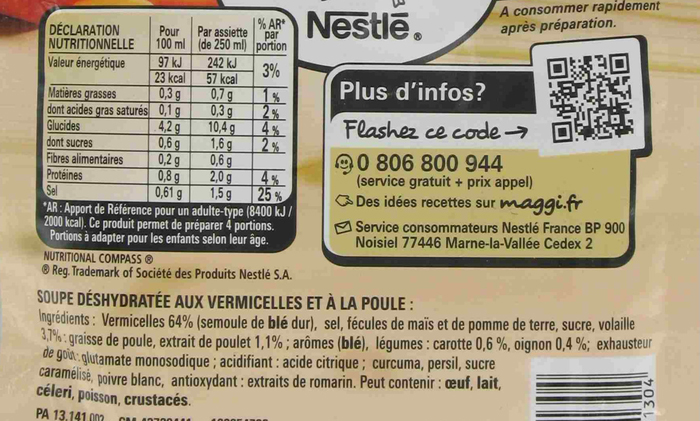 Nestlé®
A consommer rapidement
après préparation.
DÉCLARATION NUTRITIONNELLE Pour 100 ml Par assiette (de 250 ml) % AR* par portion
Valeur énergétique 97 kJ 242 kJ 3%
23 kcal 57 kcal
Matières grasses 0,3 g 0,7 g 1 %
dont acides gras saturés 0,1 g 0,3 g 2 %
Glucides 4,2 g 10,4 g 4 %
dont sucres 0,6 g 1,6 g 2 %
Fibres alimentaires 0,2 g 0,6 g
Protéines 0,8 g 2,0 g 4 %
Sel 0,61 g 1,5 g 25 %
*AR : Apport de Référence pour un adulte-type (8400 kJ /
2000 kcal). Ce produit permet de préparer 4 portions.
Portions à adapter pour les enfants selon leur âge.
NUTRITIONAL COMPASS ®
® Reg. Trademark of Société des Produits Nestlé S.A.
Plus d'infos?
Flashez ce code →
0 806 800 944
(service gratuit + prix appel)
Des idées recettes sur maggi.fr
Service consommateurs Nestlé France BP 900
Noisiel 77446 Marne-la-Vallée Cedex 2
SOUPE DÉSHYDRATÉE AUX VERMICELLES ET À LA POULE :
Ingrédients : Vermicelles 64% (semoule de blé dur), sel, fécules de maïs et de pomme de terre, sucre, volaille
3,7% : graisse de poule, extrait de poulet 1,1% ; arômes (blé), légumes : carotte 0,6 %, oignon 0,4 %; exhausteur
de goût : glutamate monosodique ; acidifiant : acide citrique ; curcuma, persil, sucre
caramélisé, poivre blanc, antioxydant : extraits de romarin. Peut contenir : œuf, lait,
céleri, poisson, crustacés.
PA 13.141.002
1304